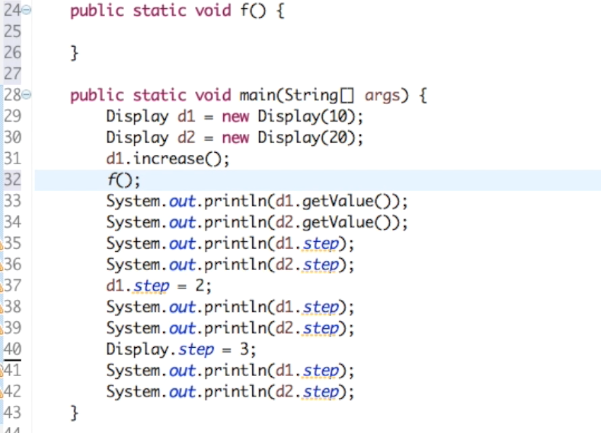 24 public static void f() {
25
26 }
27
28 public static void main(String[] args) {
29 Display d1 = new Display(10);
30 Display d2 = new Display(20);
31 d1.increase();
32 f();
33 System.out.println(d1.getValue());
34 System.out.println(d2.getValue());
35 System.out.println(d1.step);
36 System.out.println(d2.step);
37 d1.step = 2;
38 System.out.println(d1.step);
39 System.out.println(d2.step);
40 Display.step = 3;
41 System.out.println(d1.step);
42 System.out.println(d2.step);
43 }